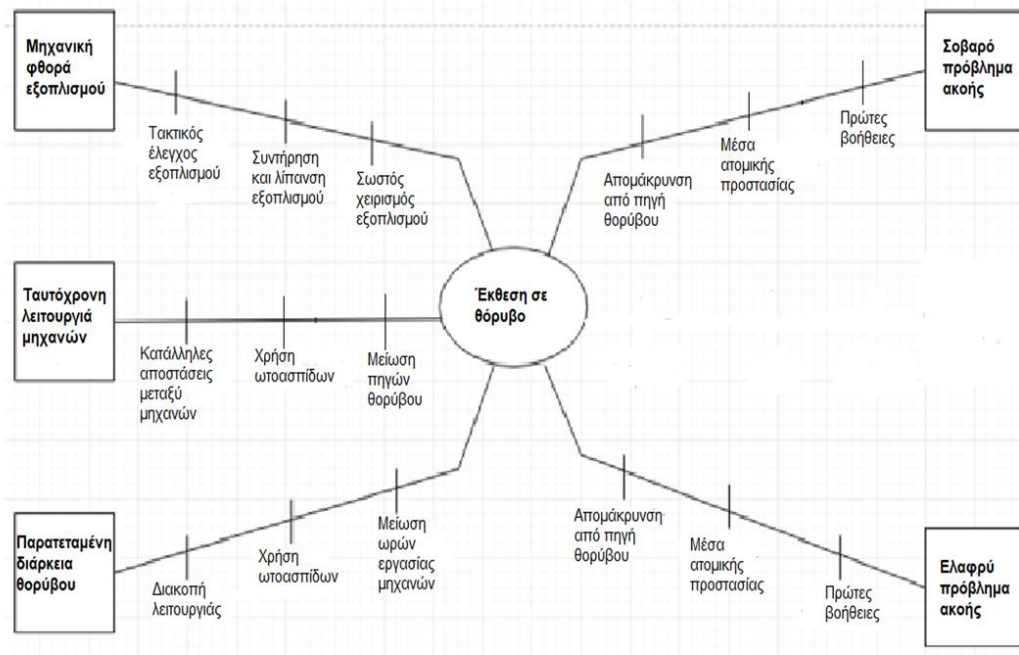 Μηχανική
φθορά
εξοπλισμού
Τακτικός
έλεγχος
εξοπλισμού
Συντήρηση
και λίπανση
εξοπλισμού
Σωστός
χειρισμός
εξοπλισμού
Απομάκρυνση
από πηγή
θορύβου
Μέσα
ατομικής
προστασίας
Πρώτες
βοήθειες
Σοβαρό
πρόβλημα
ακοής
Ταυτόχρονη
λειτουργιά
μηχανών
Κατάλληλες
αποστάσεις
μεταξύ
μηχανών
Χρήση
ωτοασπίδων
Μείωση
πηγών
θορύβου
Έκθεση σε
θόρυβο
Παρατεταμένη
διάρκεια
θορύβου
Διακοπή
λειτουργιάς
Χρήση
ωτοασπίδων
Μείωση
ωρών
εργασίας
μηχανών
Απομάκρυνση
από πηγή
θορύβου
Μέσα
ατομικής
προστασίας
Πρώτες
βοήθειες
Ελαφρύ
πρόβλημα
ακοής